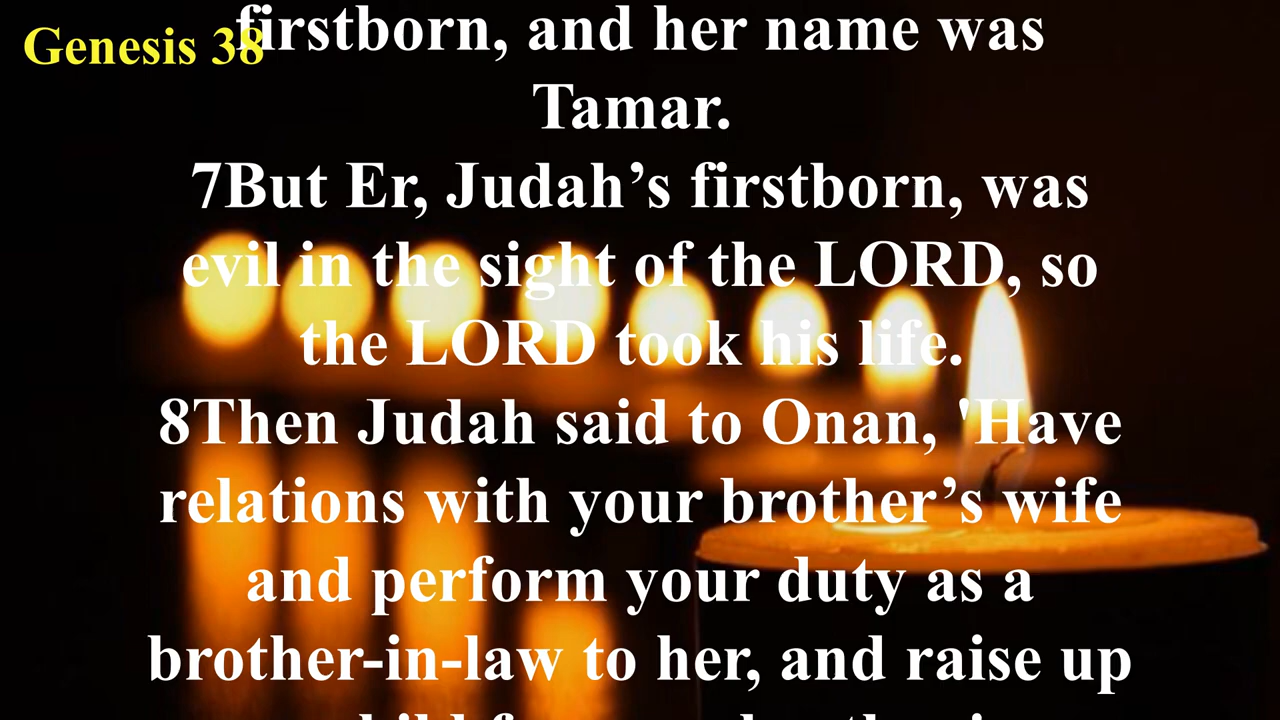 Genesis 38
firstborn, and her name was
Tamar.
7But Er, Judah’s firstborn, was
evil in the sight of the LORD, so
the LORD took his life.
8Then Judah said to Onan, 'Have
relations with your brother’s wife
and perform your duty as a
brother-in-law to her, and raise up